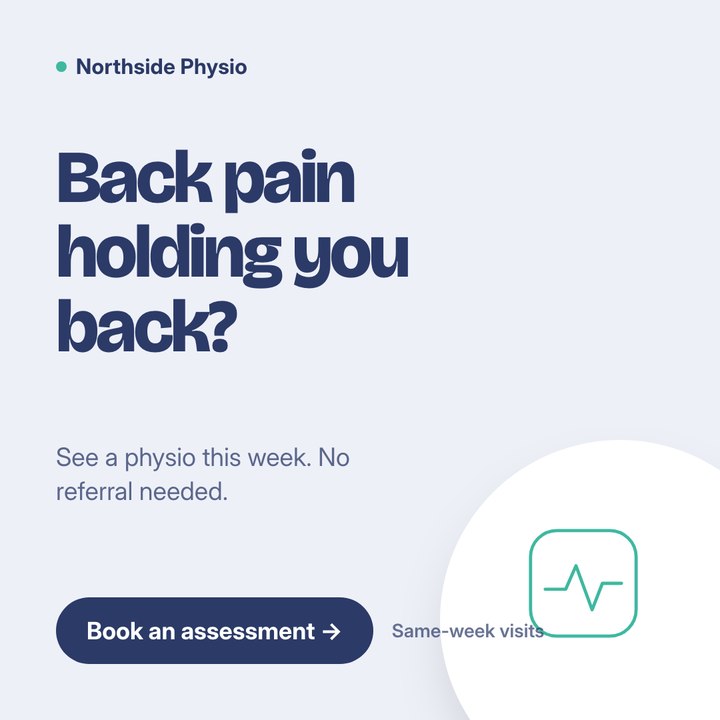 Northside Physio
Back pain
holding you
back?
See a physio this week. No
referral needed.
Book an assessment →
Same-week visits